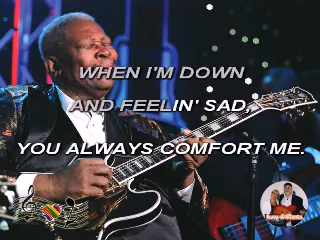 WHEN I'M DOWN
AND FEELIN' SAD,
YOU ALWAYS COMFORT ME.